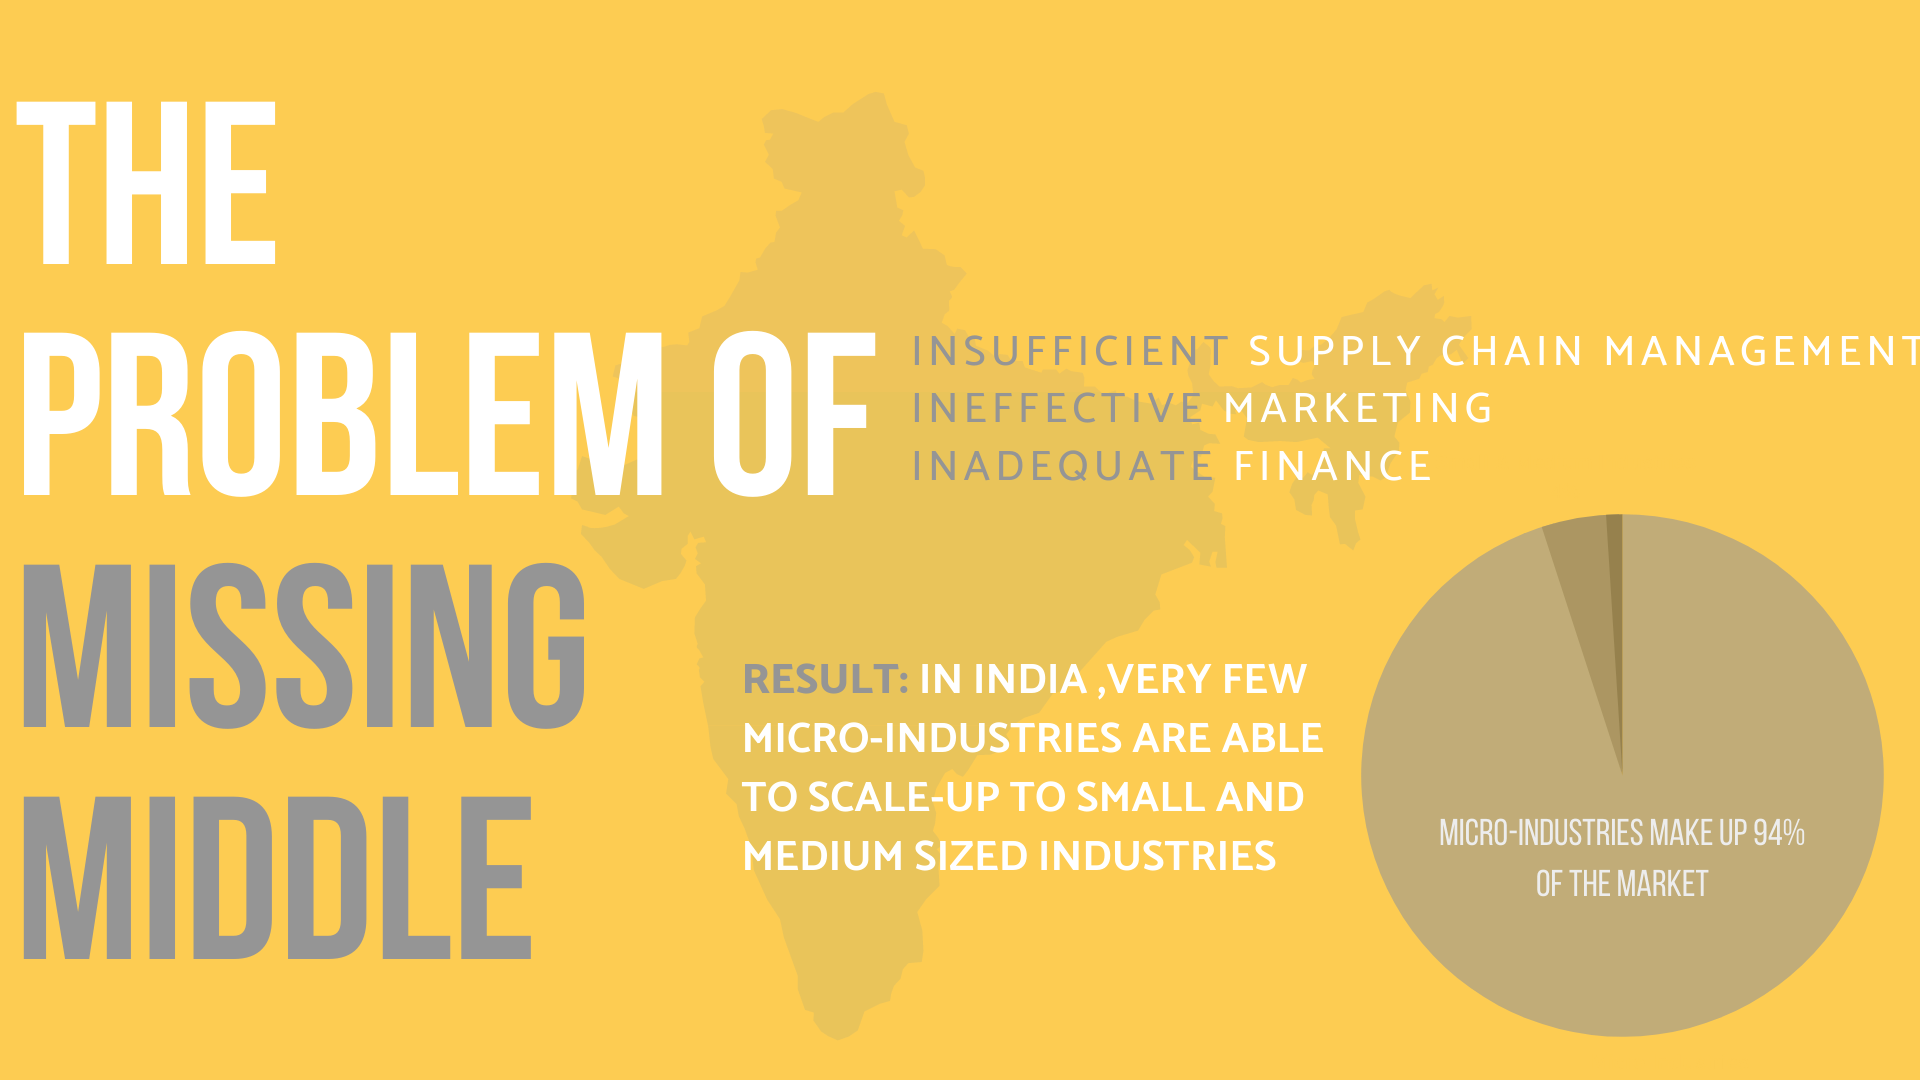 THE
PROBLEM OF
MISSING
MIDDLE
INSUFFICIENT SUPPLY CHAIN MANAGEMENT
INEFFECTIVE MARKETING
INADEQUATE FINANCE
RESULT: IN INDIA ,VERY FEW
MICRO-INDUSTRIES ARE ABLE
TO SCALE-UP TO SMALL AND
MEDIUM SIZED INDUSTRIES
MICRO-INDUSTRIES MAKE UP 94%
OF THE MARKET